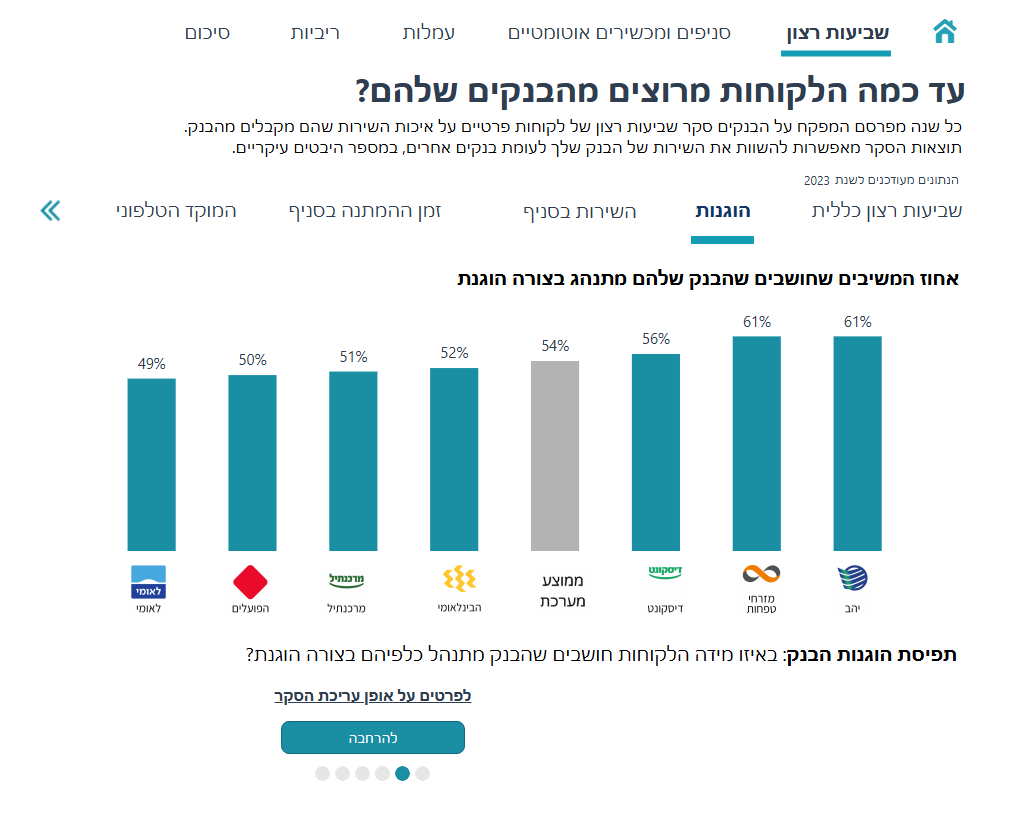 שביעות רצון
סניפים ומכשירים אוטומטיים
עמלות
ריביות
סיכום
עד כמה הלקוחות מרוצים מהבנקים שלהם?
כל שנה מפרסם המפקח על הבנקים סקר שביעות רצון של לקוחות פרטיים על איכות השירות שהם מקבלים מהבנק.
תוצאות הסקר מאפשרות להשוות את השירות של הבנק שלך לעומת בנקים אחרים, במספר היבטים עיקריים.
הנתונים מעודכנים לשנת 2023
שביעות רצון כללית
הוגנות
השירות בסניף
זמן ההמתנה בסניף
המוקד הטלפוני
אחוז המשיבים שחושבים שהבנק שלהם מתנהג בצורה הוגנת
61%
61%
56%
54%
52%
51%
50%
49%
יהב
מזרחי
טפחות
דיסקונט
דיסקונט
ממוצע
מערכת
הבינלאומי
מרכנתיל
מרכנתיל
הפועלים
לאומי
לאומי
תפיסת הוגנות הבנק: באיזו מידה הלקוחות חושבים שהבנק מתנהל כלפיהם בצורה הוגנת?
לפרטים על אופן עריכת הסקר
להרחבה